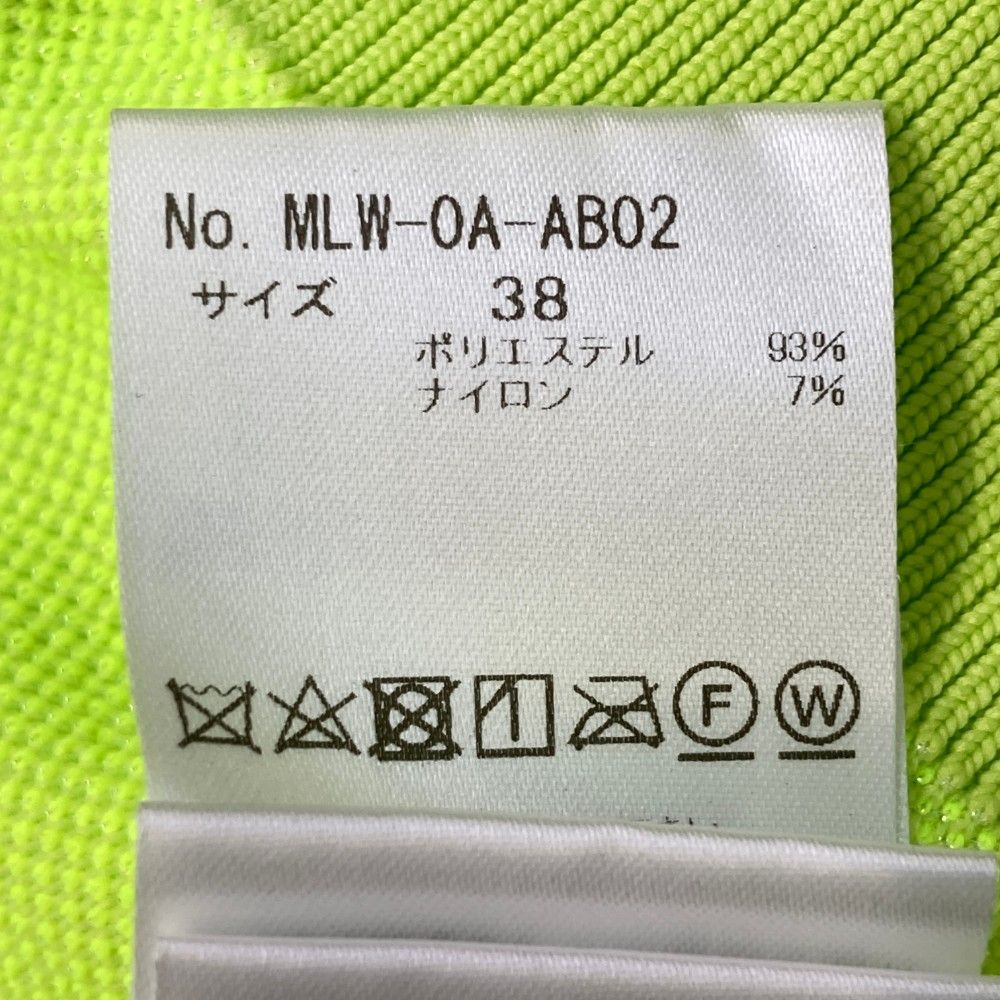 No. MLW-OA-AB02
サイズ 38
ポリエステル 93%
ナイロン 7%
F W